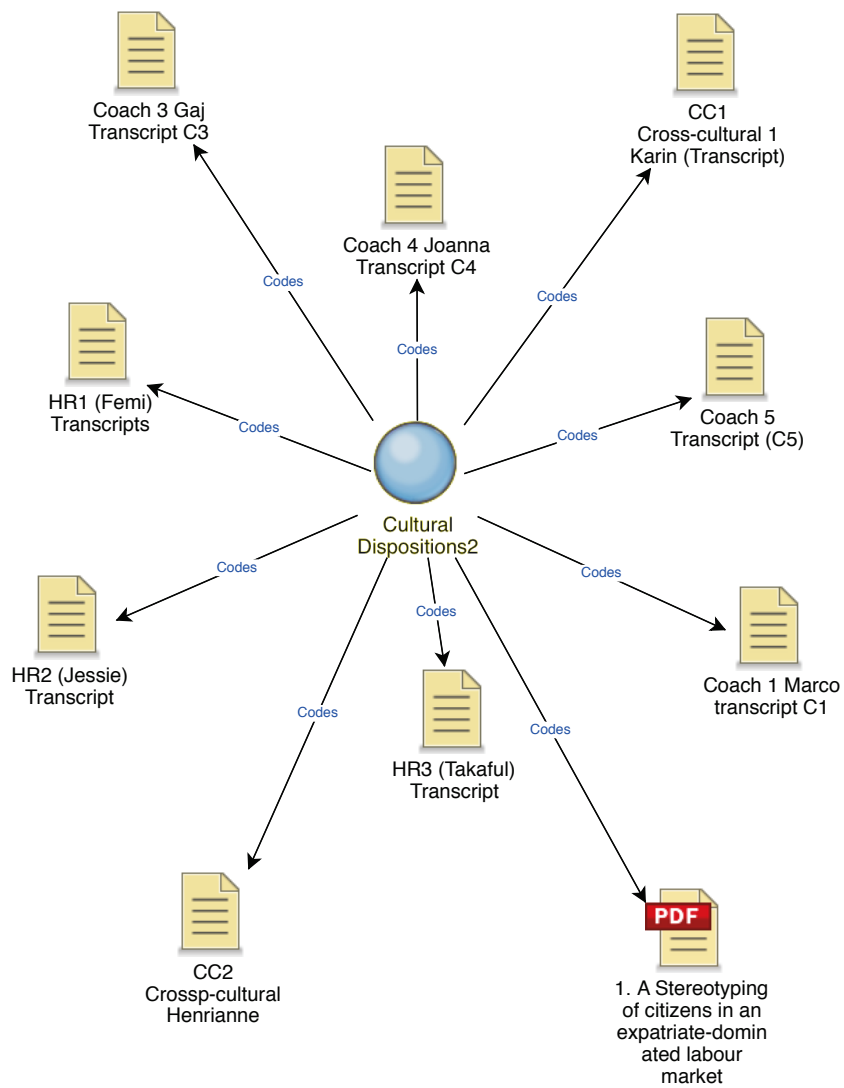 Coach 3 Gaj
Transcript C3
CC1
Cross-cultural 1
Karin (Transcript)
Coach 4 Joanna
Transcript C4
Codes
Codes
Codes
HR1 (Femi)
Transcripts
Codes
Coach 5
Transcript (C5)
Codes
Cultural
Dispositions2
Codes
Codes
Codes
HR2 (Jessie)
Transcript
Coach 1 Marco
transcript C1
Codes
Codes
HR3 (Takaful)
Transcript
CC2
Crossp-cultural
Henrianne
PDF
1. A Stereotyping
of citizens in an
expatriate-domin
ated labour
market